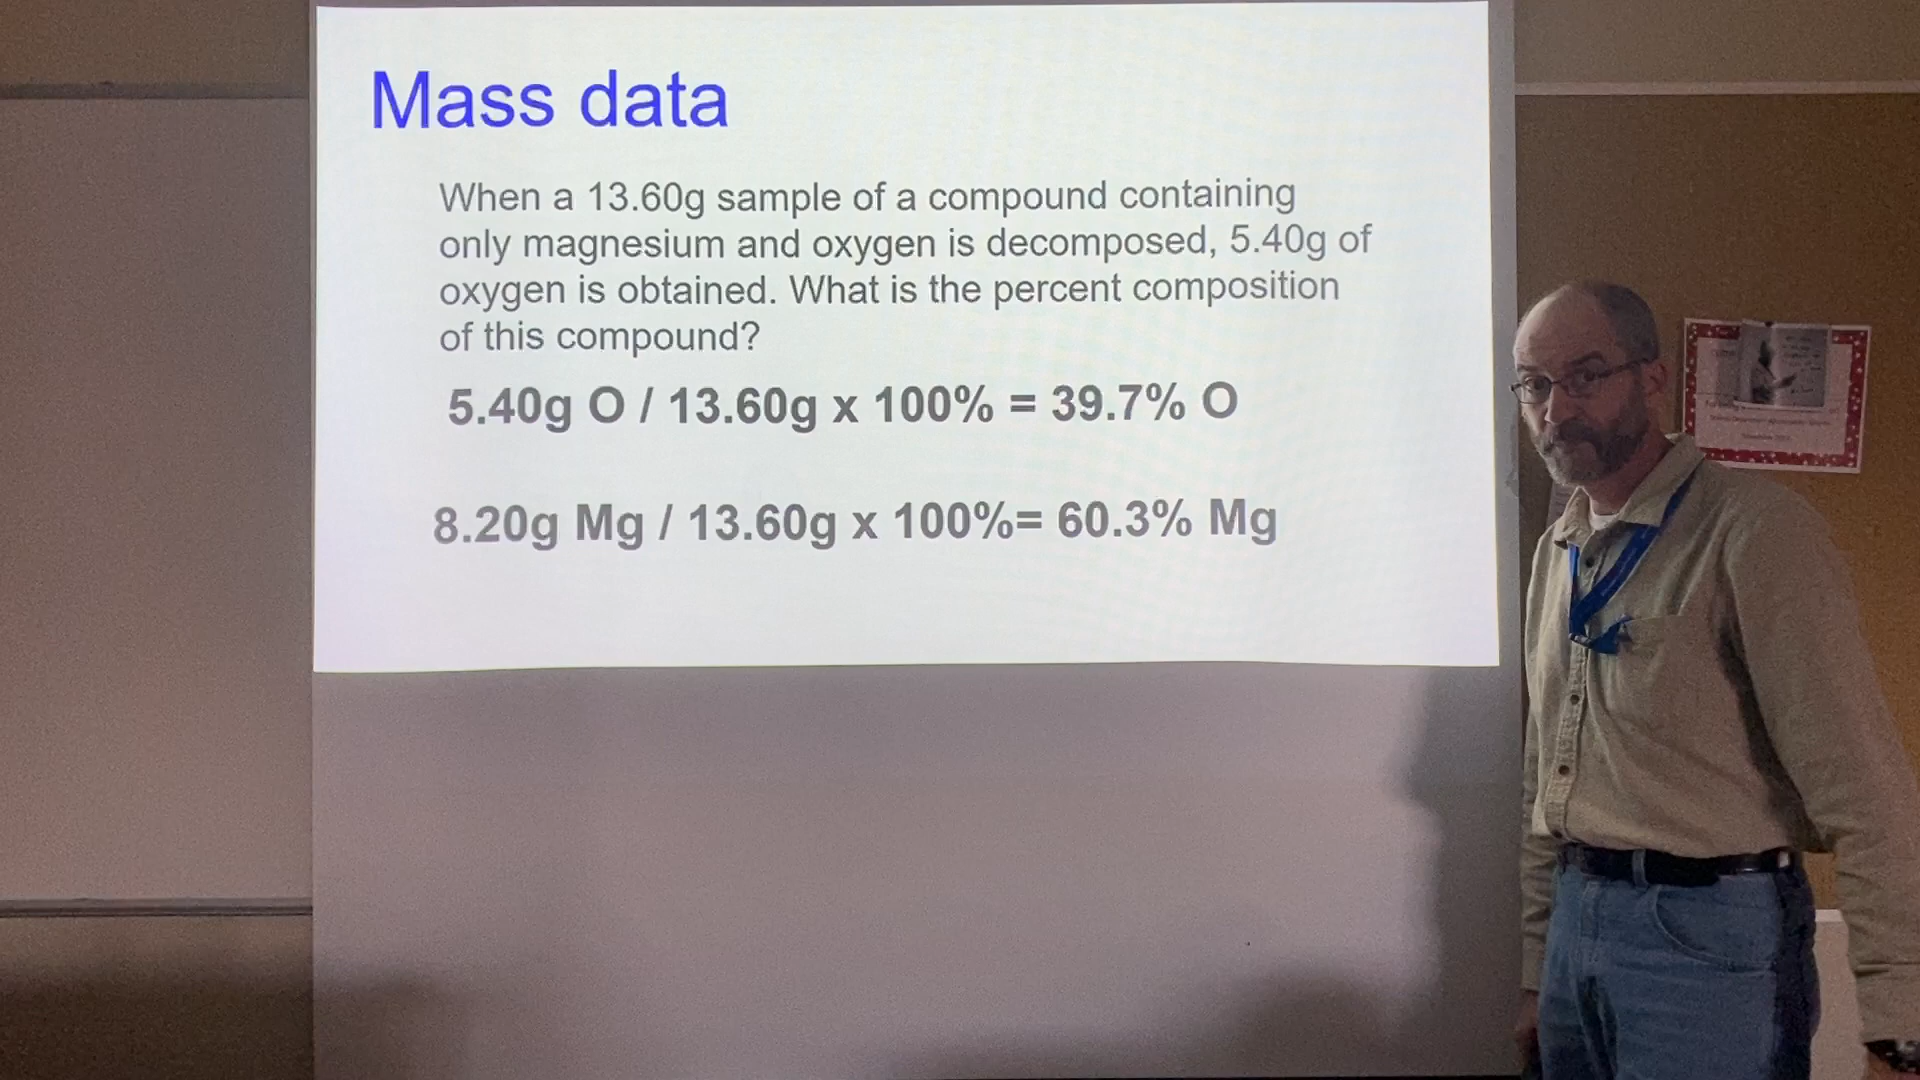 Mass data
When a 13.60g sample of a compound containing
only magnesium and oxygen is decomposed, 5.40g of
oxygen is obtained. What is the percent composition
of this compound?
5.40g O / 13.60g x 100% = 39.7% O
8.20g Mg / 13.60g x 100%= 60.3% Mg